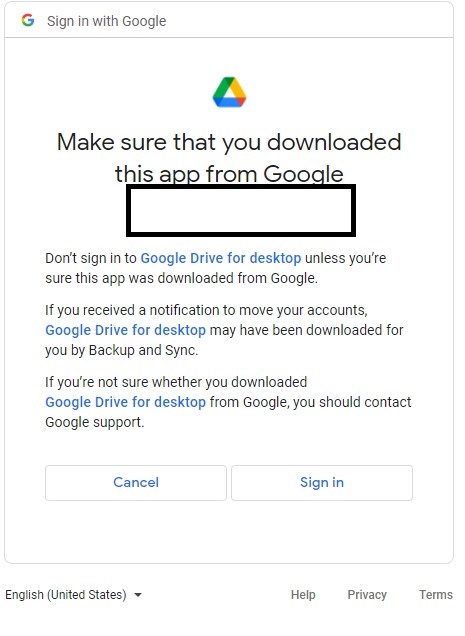 Sign in with Google
Make sure that you downloaded
this app from Google
Don’t sign in to Google Drive for desktop unless you’re
sure this app was downloaded from Google.
If you received a notification to move your accounts,
Google Drive for desktop may have been downloaded for
you by Backup and Sync.
If you’re not sure whether you downloaded
Google Drive for desktop from Google, you should contact
Google support.
Cancel Sign in
English (United States) Help Privacy Terms